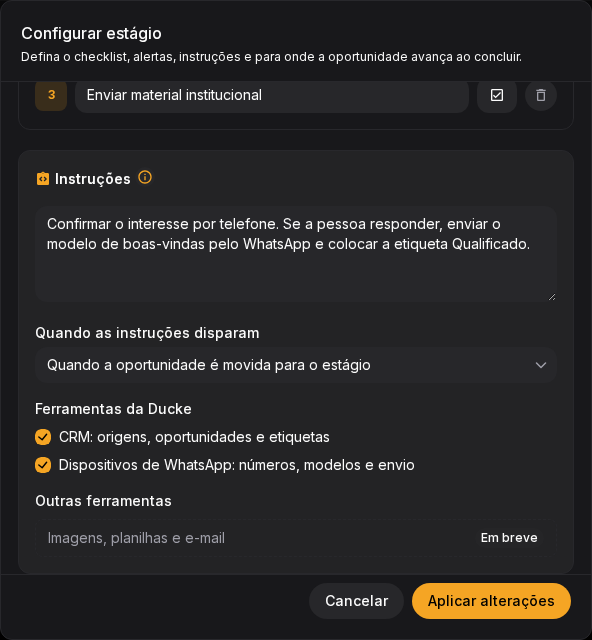 Configurar estágio
Defina o checklist, alertas, instruções e para onde a oportunidade avança ao concluir.
3
Enviar material institucional
Instruções
Confirmar o interesse por telefone. Se a pessoa responder, enviar o
modelo de boas-vindas pelo WhatsApp e colocar a etiqueta Qualificado.
Quando as instruções disparam
Quando a oportunidade é movida para o estágio
Ferramentas da Ducke
CRM: origens, oportunidades e etiquetas
Dispositivos de WhatsApp: números, modelos e envio
Outras ferramentas
Imagens, planilhas e e-mail
Em breve
Cancelar
Aplicar alterações